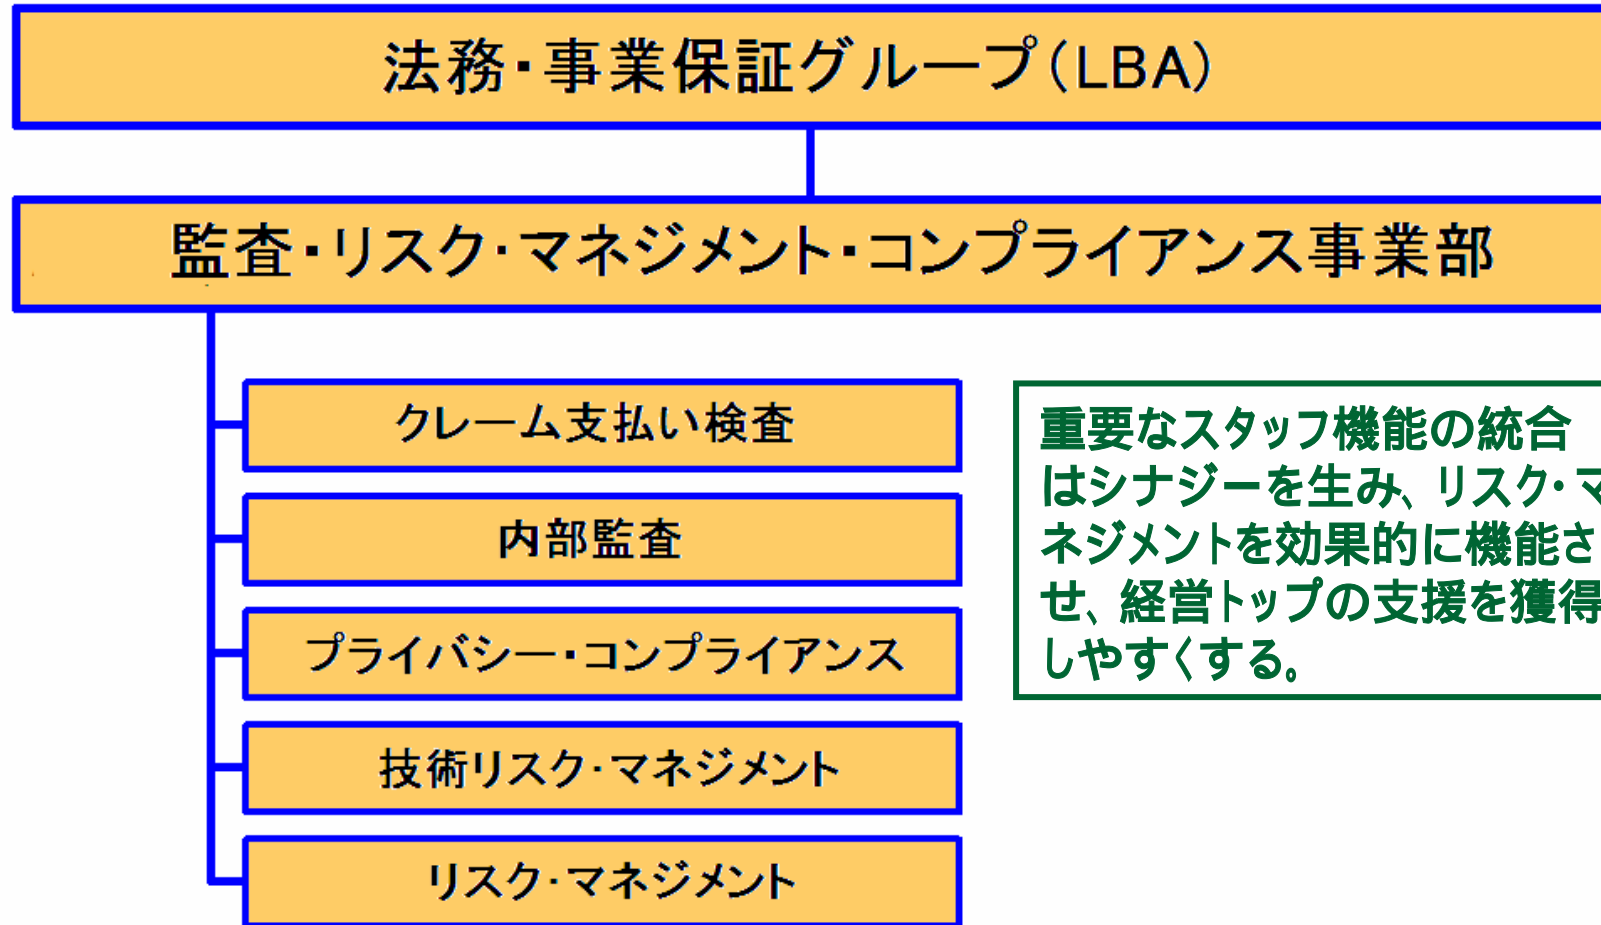 法務・事業保証グループ(LBA)
監査・リスク・マネジメント・コンプライアンス事業部
クレーム支払い検査
内部監査
プライバシー・コンプライアンス
技術リスク・マネジメント
リスク・マネジメント
重要なスタッフ機能の統合
はシナジーを生み、リスク・マ
ネジメントを効果的に機能さ
せ、経営トップの支援を獲得
しやすくする。